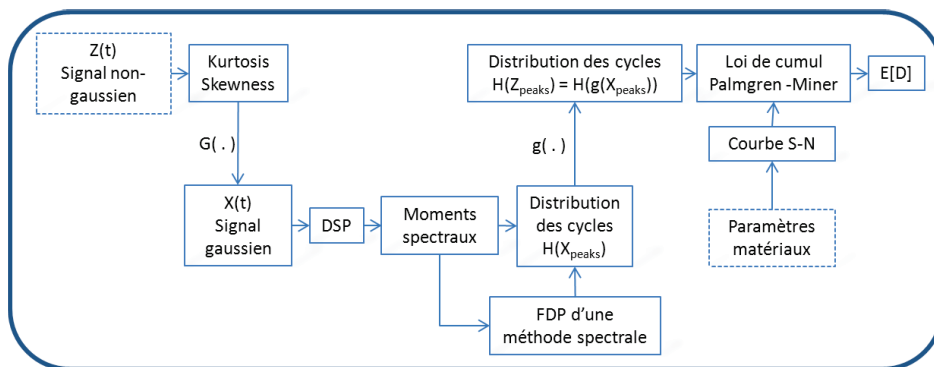 Z(t)
Signal non-
gaussien
Kurtosis
Skewness
Distribution des cycles
H(Zpeaks) = H(g(Xpeaks))
Loi de cumul
Palmgren -Miner
E[D]
G( . )
g( . )
Courbe S-N
X(t)
Signal
gaussien
DSP
Moments
spectraux
Distribution
des cycles
H(Xpeaks)
Paramètres
matériaux
FDP d’une
méthode spectrale